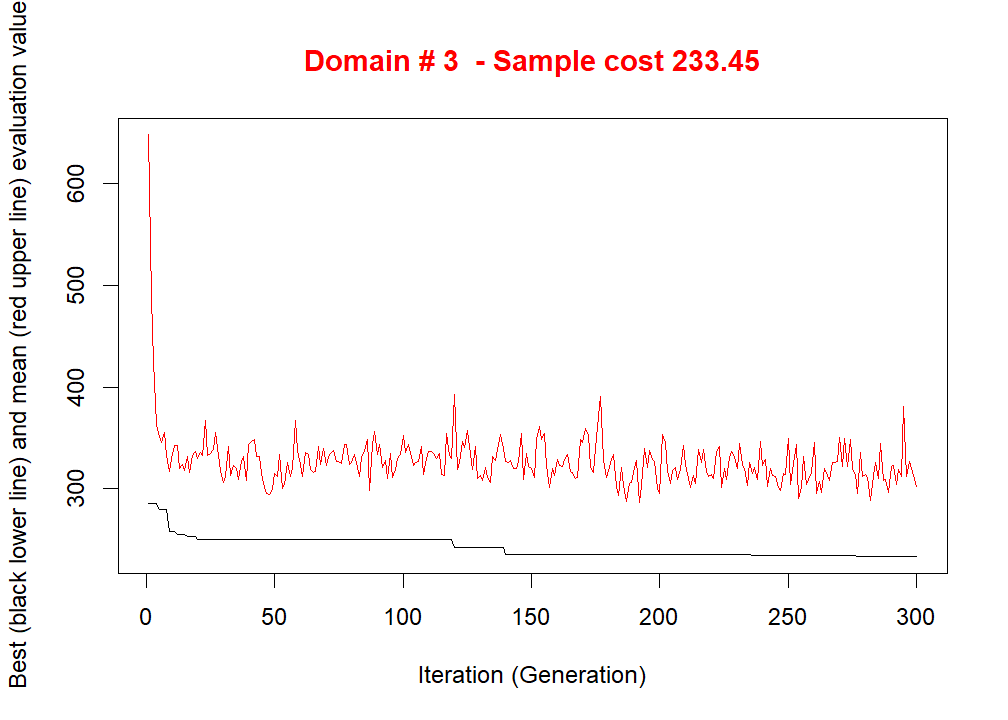 Domain # 3  - Sample cost 233.45
Best (black lower line) and mean (red upper line) evaluation value
600
500
400
300
0 50 100 150 200 250 300
Iteration (Generation)